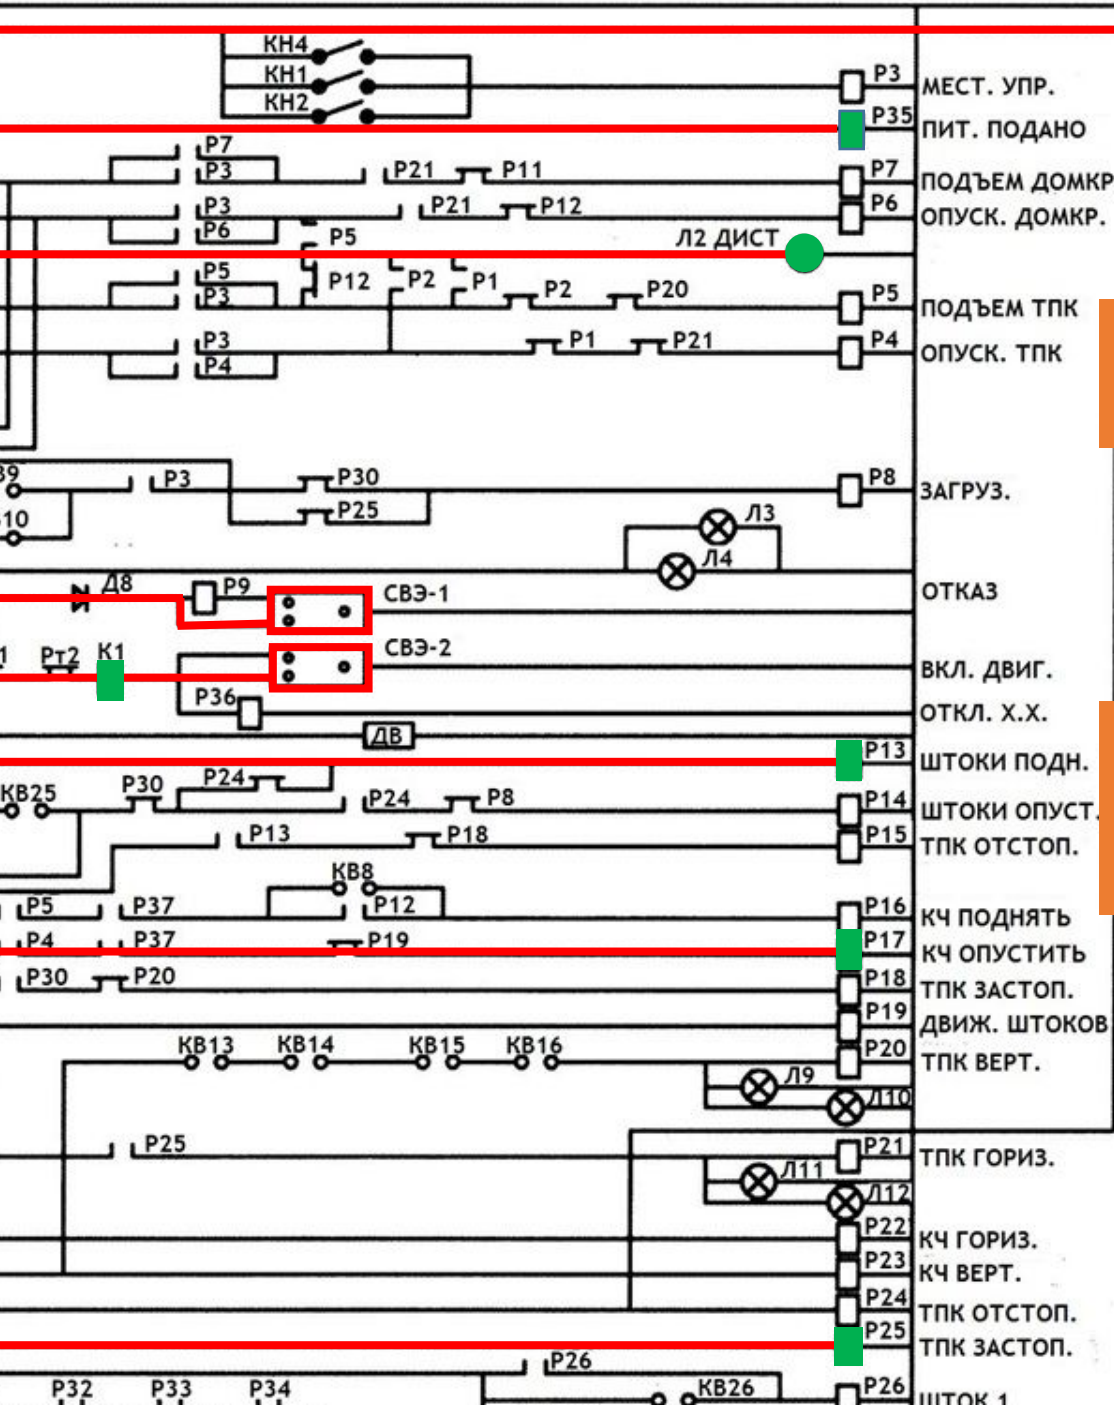 КН4
КН1
КН2
Р3 МЕСТ. УПР.
Р35 ПИТ. ПОДАНО
Р7
Р3 Р21 Р11 Р7 ПОДЪЕМ ДОМКР
Р3 Р21 Р12 Р6 ОПУСК. ДОМКР.
Р6 Р5 Л2 ДИСТ
Р5 Р12 Р2 Р1
Р3 Р2 Р20 Р5 ПОДЪЕМ ТПК
Р3 Р1 Р21 Р4 ОПУСК. ТПК
Р4
39 Р3 Р30 Р8 ЗАГРУЗ.
10 Р25
Л3
Л4
Д8 Р9 СВЭ-1 ОТКАЗ
1 Рт2 К1 СВЭ-2 ВКЛ. ДВИГ.
Р36 ОТКЛ. Х.Х.
ДВ
Р13 ШТОКИ ПОДН.
КВ25 Р30 Р24 Р24 Р8 Р14 ШТОКИ ОПУСТ.
Р13 Р18 Р15 ТПК ОТСТОП.
КВ8
Р5 Р37 Р12 Р16 КЧ ПОДНЯТЬ
Р4 Р37 Р19 Р17 КЧ ОПУСТИТЬ
Р30 Р20 Р18 ТПК ЗАСТОП.
Р19 ДВИЖ. ШТОКОВ
КВ13 КВ14 КВ15 КВ16 Р20 ТПК ВЕРТ.
Л9
Л10
Р25 Р21 ТПК ГОРИЗ.
Л11
Л12
Р22 КЧ ГОРИЗ.
Р23 КЧ ВЕРТ.
Р24 ТПК ОТСТОП.
Р25 ТПК ЗАСТОП.
Р26
Р32 Р33 Р34 КВ26 Р26 ШТОК 1